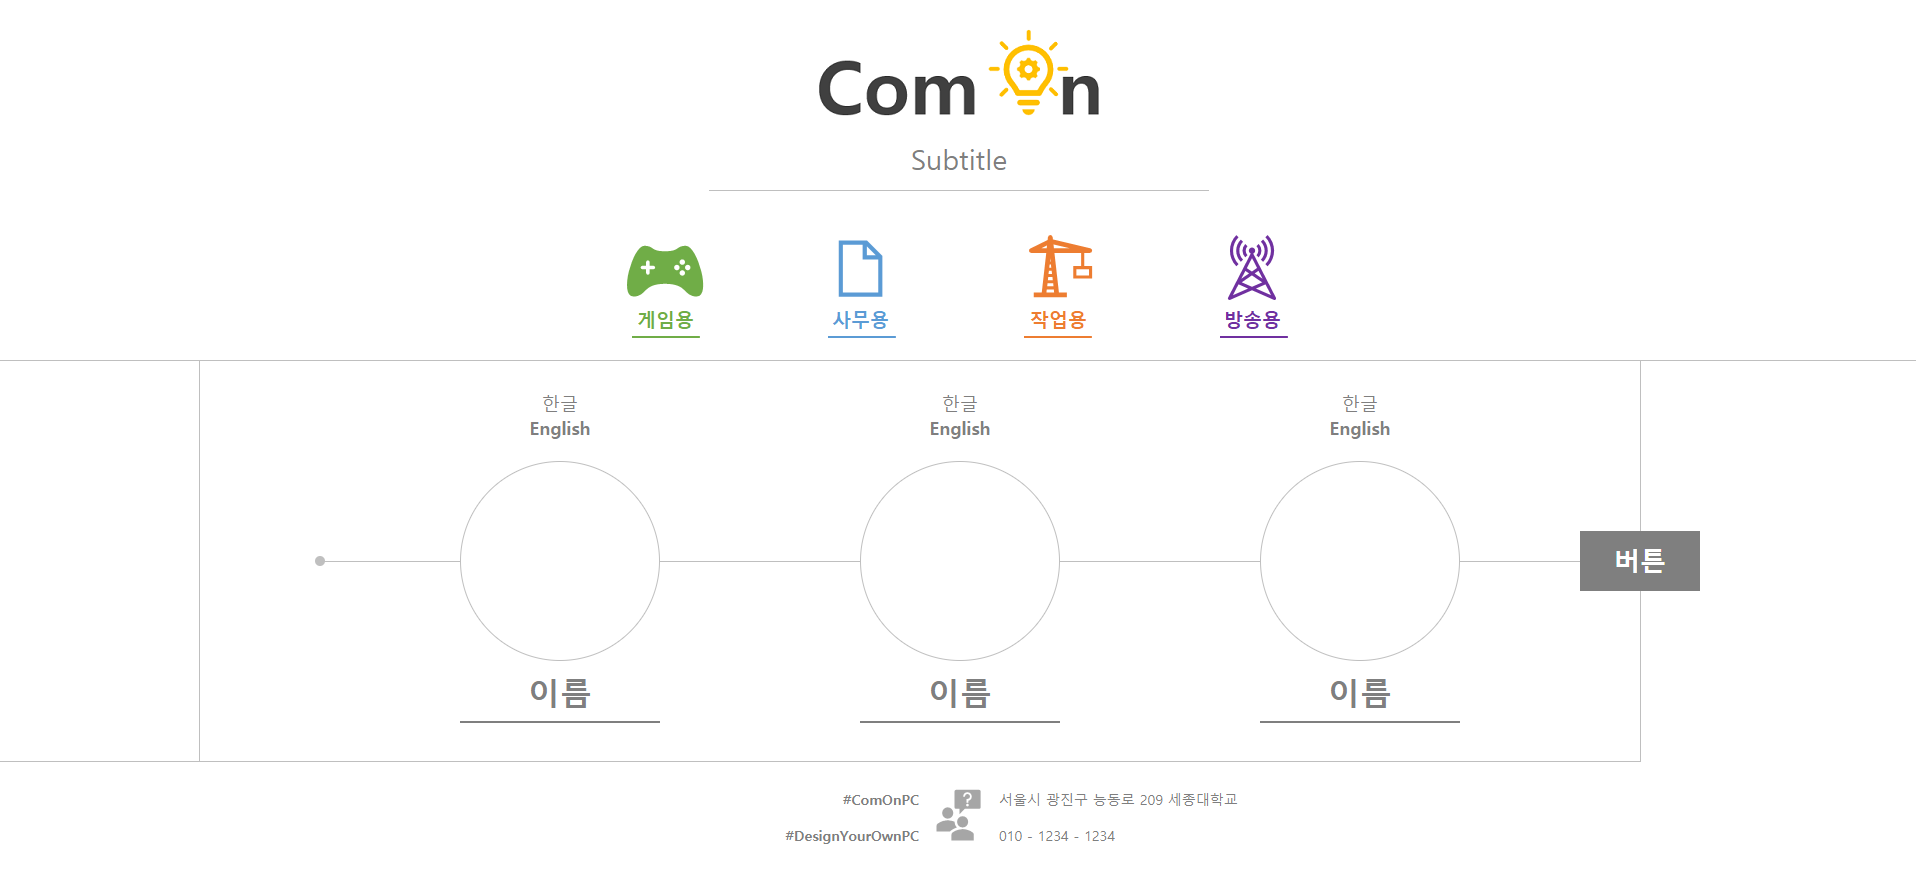 Com n
Subtitle
게임용
사무용
작업용
방송용
한글
English
한글
English
한글
English
버튼
이름
이름
이름
#ComOnPC
서울시 광진구 능동로 209 세종대학교
?
#DesignYourOwnPC
010 - 1234 - 1234